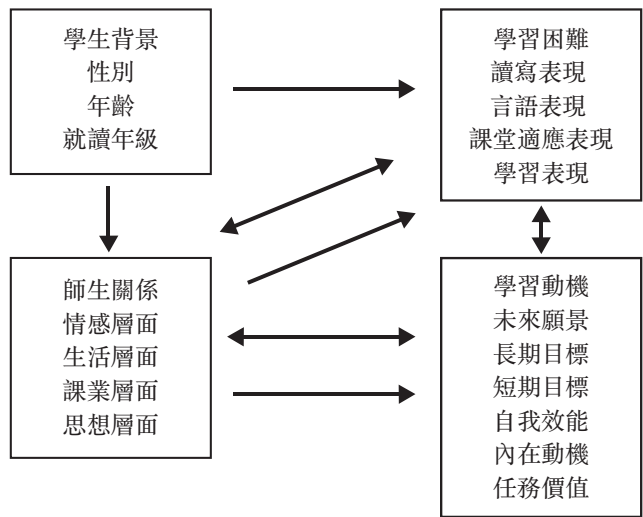 學生背景
性別
年齡
就讀年級
學習困難
讀寫表現
言語表現
課堂適應表現
學習表現
師生關係
情感層面
生活層面
課業層面
思想層面
學習動機
未來願景
長期目標
短期目標
自我效能
內在動機
任務價值